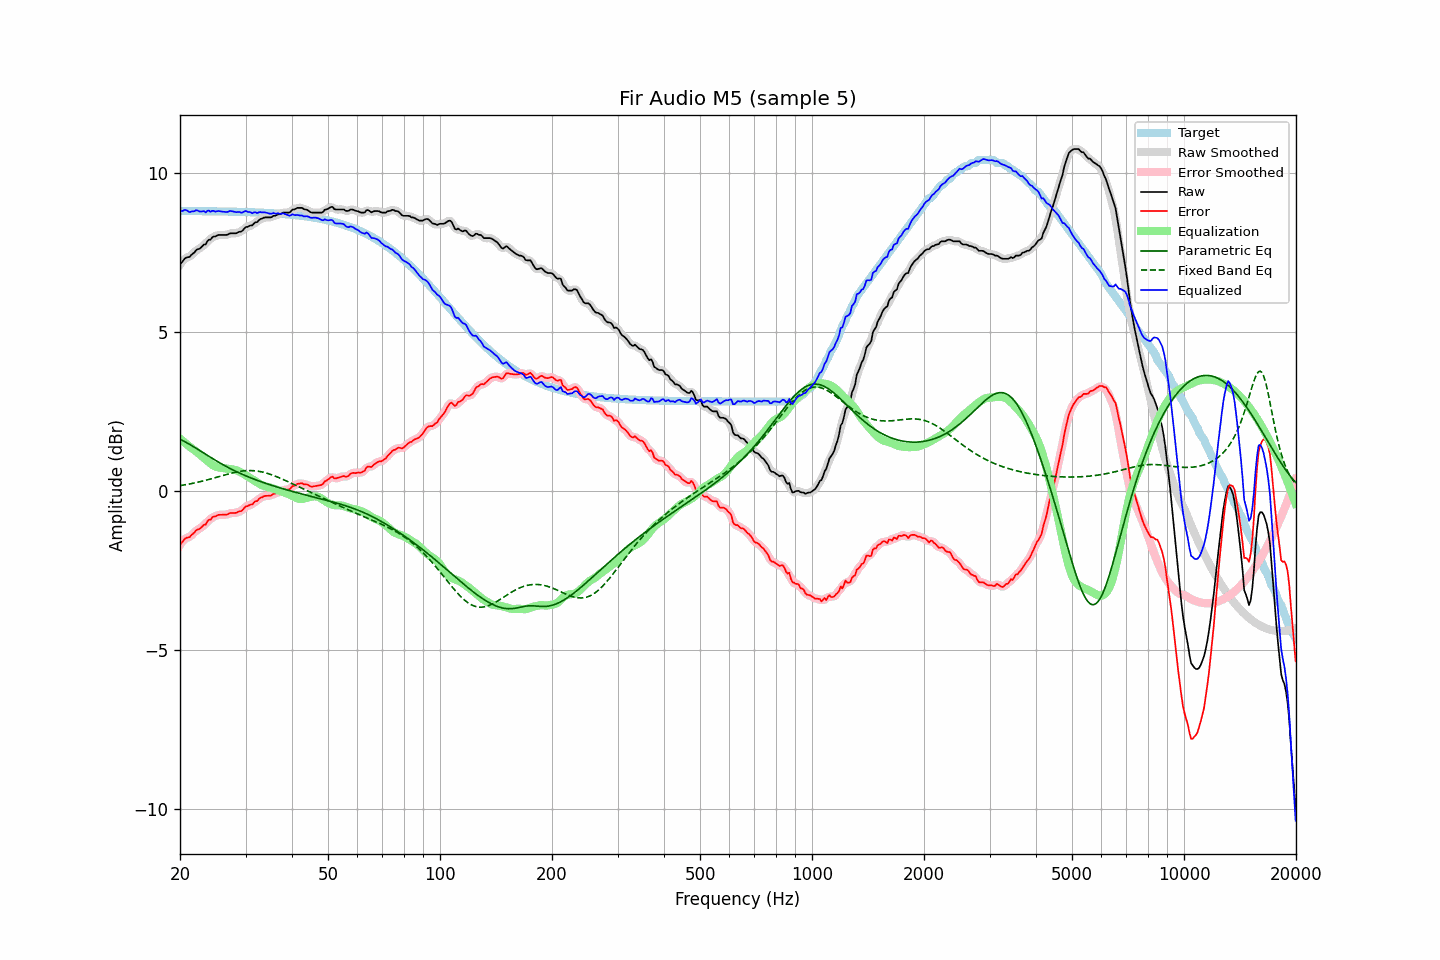 Fir Audio M5 (sample 5)
Target
Raw Smoothed
Error Smoothed
Raw
Error
Equalization
Parametric Eq
Fixed Band Eq
Equalized
Amplitude (dBr)
10
5
0
−5
−10
20 50 100 200 500 1000 2000 5000 10000 20000
Frequency (Hz)